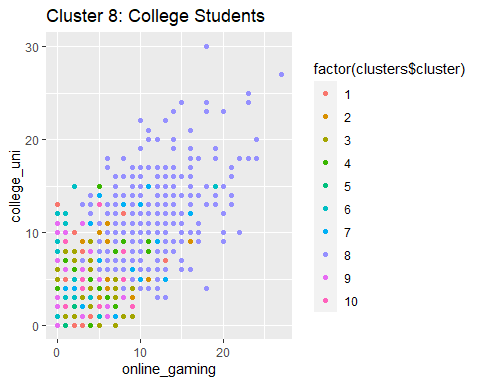 Cluster 8: College Students
30
20
10
0
college_uni
0 10 20
online_gaming
factor(clusters$cluster)
1
2
3
4
5
6
7
8
9
10